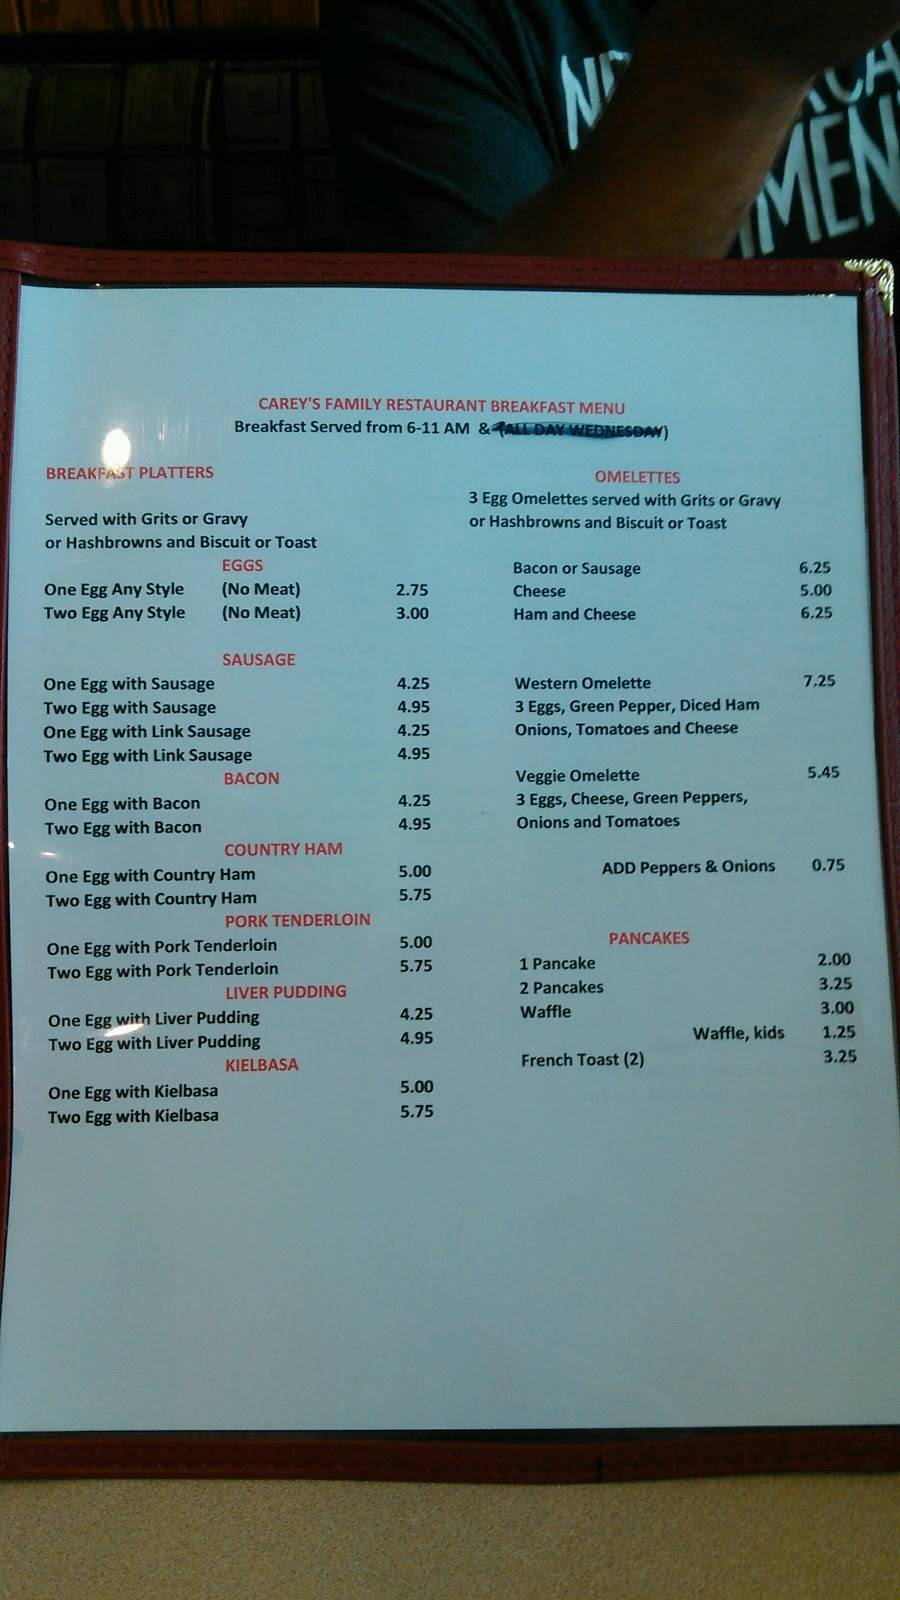 MEN
CAREY'S FAMILY RESTAURANT BREAKFAST MENU
Breakfast Served from 6-11 AM & (ALL DAY WEDNESDAY)
BREAKFAST PLATTERS
Served with Grits or Gravy
or Hashbrowns and Biscuit or Toast
EGGS
One Egg Any Style (No Meat) 2.75
Two Egg Any Style (No Meat) 3.00
SAUSAGE
One Egg with Sausage 4.25
Two Egg with Sausage 4.95
One Egg with Link Sausage 4.25
Two Egg with Link Sausage 4.95
BACON
One Egg with Bacon 4.25
Two Egg with Bacon 4.95
COUNTRY HAM
One Egg with Country Ham 5.00
Two Egg with Country Ham 5.75
PORK TENDERLOIN
One Egg with Pork Tenderloin 5.00
Two Egg with Pork Tenderloin 5.75
LIVER PUDDING
One Egg with Liver Pudding 4.25
Two Egg with Liver Pudding 4.95
KIELBASA
One Egg with Kielbasa 5.00
Two Egg with Kielbasa 5.75
OMELETTES
3 Egg Omelettes served with Grits or Gravy
or Hashbrowns and Biscuit or Toast
Bacon or Sausage 6.25
Cheese 5.00
Ham and Cheese 6.25
Western Omelette 7.25
3 Eggs, Green Pepper, Diced Ham
Onions, Tomatoes and Cheese
Veggie Omelette 5.45
3 Eggs, Cheese, Green Peppers,
Onions and Tomatoes
ADD Peppers & Onions 0.75
PANCAKES
1 Pancake 2.00
2 Pancakes 3.25
Waffle 3.00
Waffle, kids 1.25
French Toast (2) 3.25